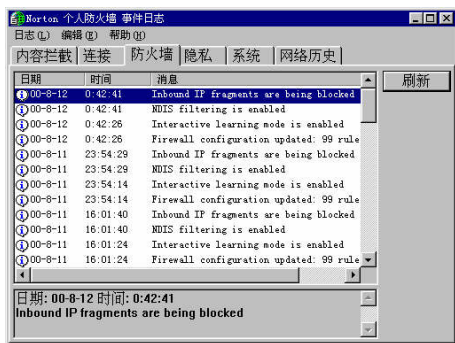 Norton 个人防火墙 事件日志
日志(L) 编辑(E) 帮助(H)
内容拦截 连接 防火墙 隐私 系统 网络历史
日期 时间 消息 刷新
00-8-12 0:42:41 Inbound IP fragments are being blocked
00-8-12 0:42:41 NDIS filtering is enabled
00-8-12 0:42:26 Interactive learning mode is enabled
00-8-12 0:42:26 Firewall configuration updated: 99 rule
00-8-11 23:54:29 Inbound IP fragments are being blocked
00-8-11 23:54:29 NDIS filtering is enabled
00-8-11 23:54:14 Interactive learning mode is enabled
00-8-11 23:54:14 Firewall configuration updated: 99 rule
00-8-11 16:01:40 Inbound IP fragments are being blocked
00-8-11 16:01:40 NDIS filtering is enabled
00-8-11 16:01:24 Interactive learning mode is enabled
00-8-11 16:01:24 Firewall configuration updated: 99 rule
日期: 00-8-12 时间: 0:42:41
Inbound IP fragments are being blocked